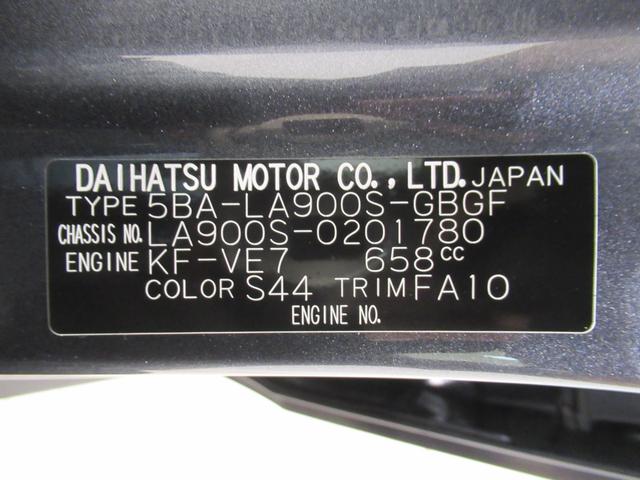 DAIHATSU MOTOR CO., LTD. JAPAN
TYPE 5BA-LA900S-GBGF
CHASSIS NO. LA900S-0201780
ENGINE KF-VE7 658CC
COLOR S44 TRIM FA10
ENGINE NO.